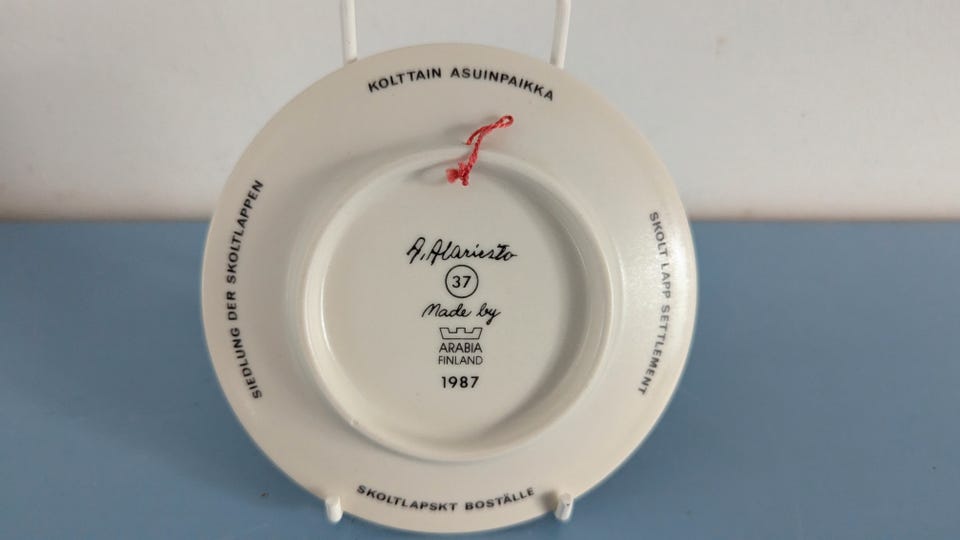 KOLTTAIN ASUINPAIKKA
SIEDLUNG DER SKOLTLAPPEN
SKOLT LAPP SETTLEMENT
A. Alariesto
37
Made by
ARABIA
FINLAND
1987
SKOLTLAPSKT BOSTÄLLE